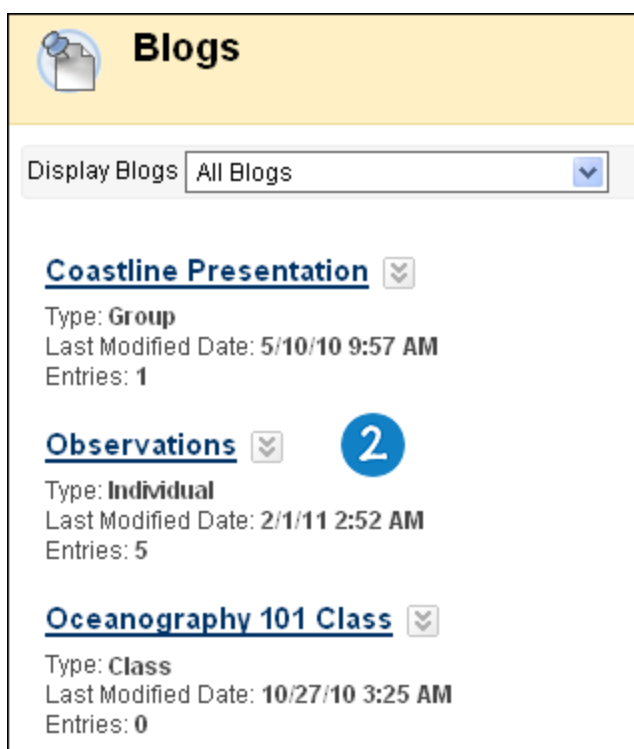 Blogs
Display Blogs All Blogs
Coastline Presentation
Type: Group
Last Modified Date: 5/10/10 9:57 AM
Entries: 1
Observations 2
Type: Individual
Last Modified Date: 2/1/11 2:52 AM
Entries: 5
Oceanography 101 Class
Type: Class
Last Modified Date: 10/27/10 3:25 AM
Entries: 0